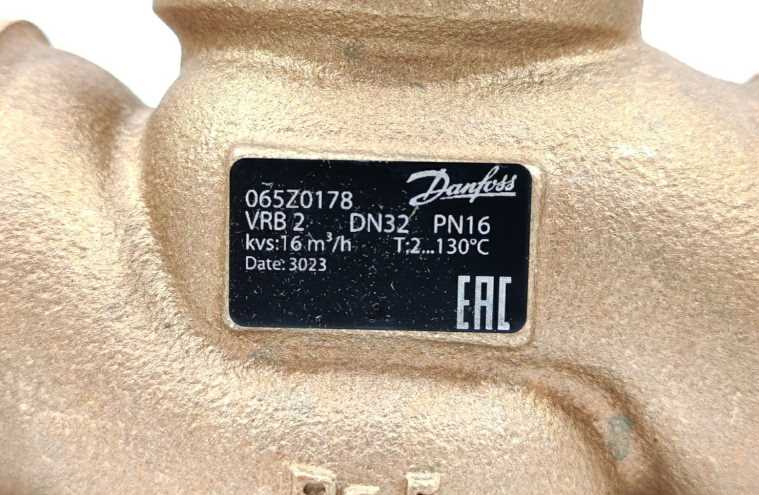 Danfoss
065Z0178
VRB 2 DN32 PN16
kvs:16 m³/h T:2...130°C
Date: 3023
EAC